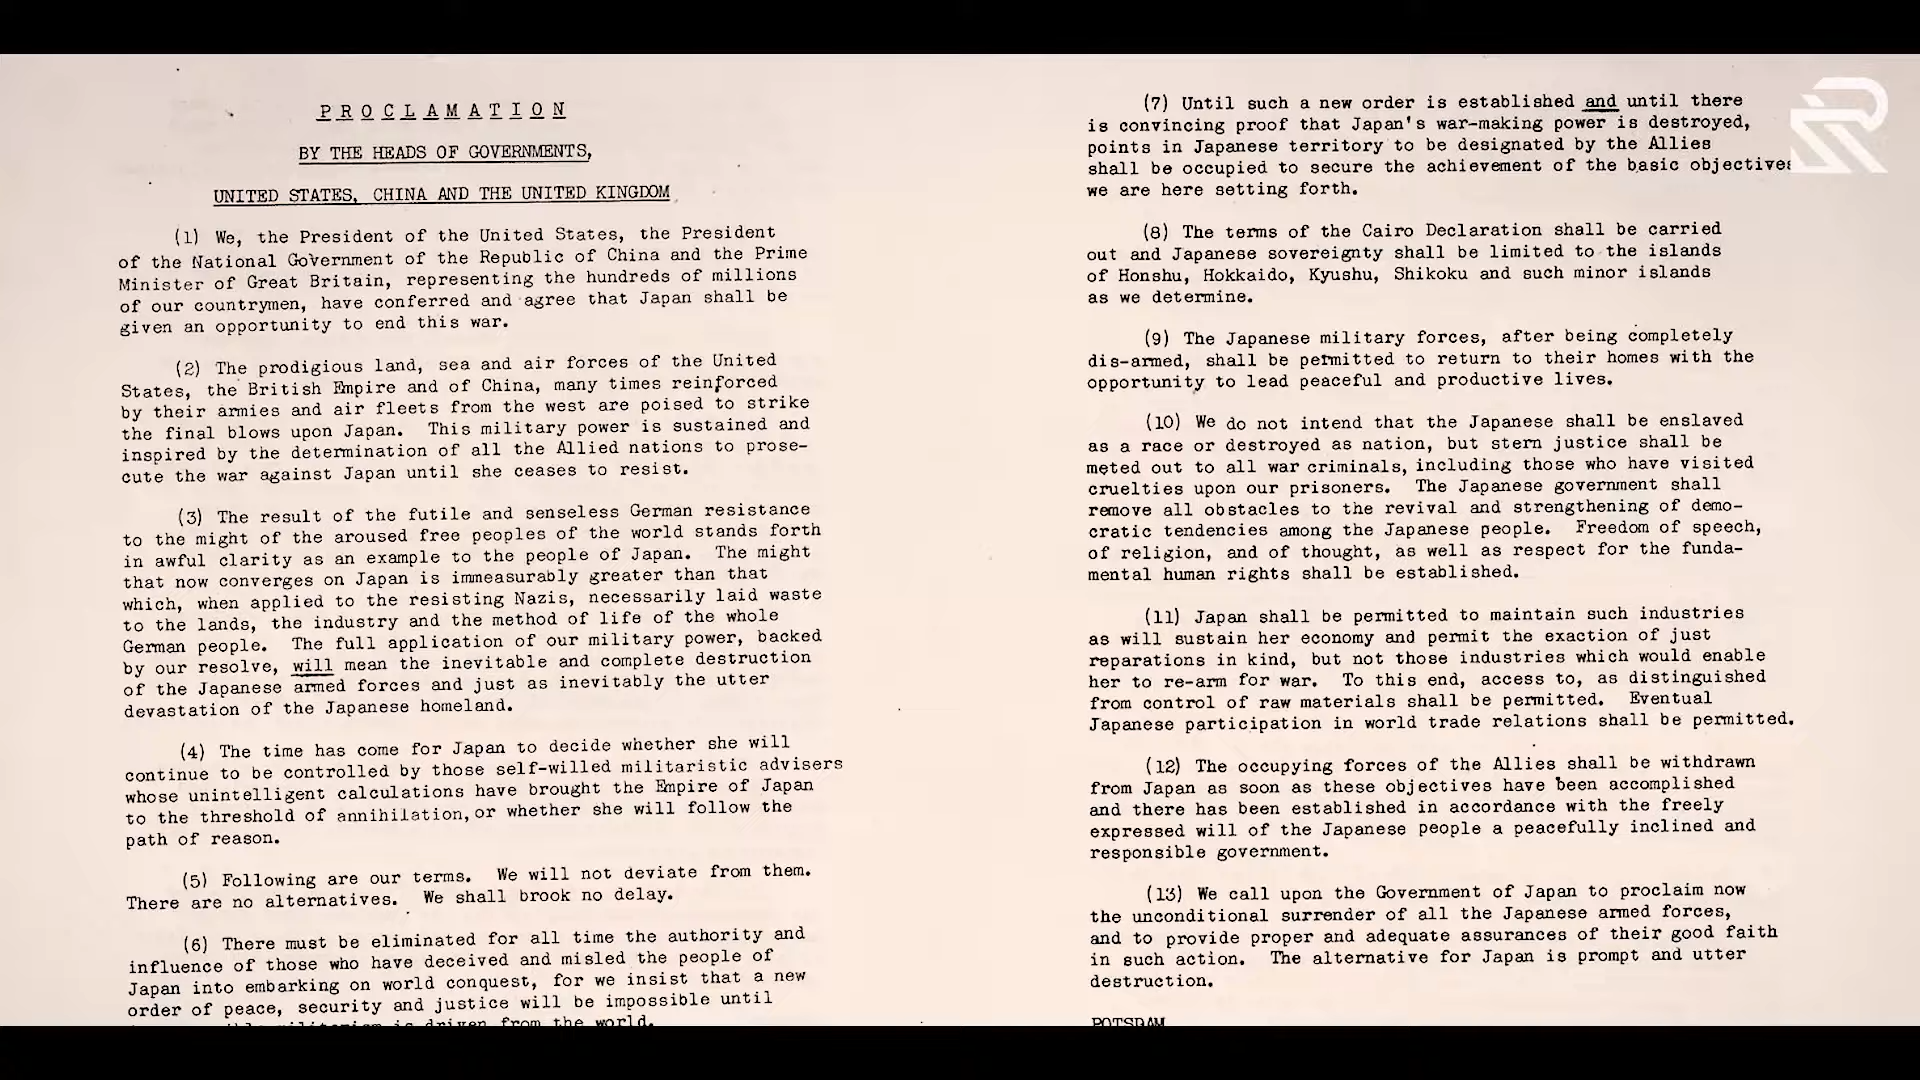 PROCLAMATION
BY THE HEADS OF GOVERNMENTS,
UNITED STATES, CHINA AND THE UNITED KINGDOM
(1) We, the President of the United States, the President
of the National Government of the Republic of China and the Prime
Minister of Great Britain, representing the hundreds of millions
of our countrymen, have conferred and agree that Japan shall be
given an opportunity to end this war.
(2) The prodigious land, sea and air forces of the United
States, the British Empire and of China, many times reinforced
by their armies and air fleets from the west are poised to strike
the final blows upon Japan. This military power is sustained and
inspired by the determination of all the Allied nations to prose-
cute the war against Japan until she ceases to resist.
(3) The result of the futile and senseless German resistance
to the might of the aroused free peoples of the world stands forth
in awful clarity as an example to the people of Japan. The might
that now converges on Japan is immeasurably greater than that
which, when applied to the resisting Nazis, necessarily laid waste
to the lands, the industry and the method of life of the whole
German people. The full application of our military power, backed
by our resolve, will mean the inevitable and complete destruction
of the Japanese armed forces and just as inevitably the utter
devastation of the Japanese homeland.
(4) The time has come for Japan to decide whether she will
continue to be controlled by those self-willed militaristic advisers
whose unintelligent calculations have brought the Empire of Japan
to the threshold of annihilation, or whether she will follow the
path of reason.
(5) Following are our terms. We will not deviate from them.
There are no alternatives. We shall brook no delay.
(6) There must be eliminated for all time the authority and
influence of those who have deceived and misled the people of
Japan into embarking on world conquest, for we insist that a new
order of peace, security and justice will be impossible until
militarism is driven from the world.
(7) Until such a new order is established and until there
is convincing proof that Japan's war-making power is destroyed,
points in Japanese territory to be designated by the Allies
shall be occupied to secure the achievement of the basic objectives
we are here setting forth.
(8) The terms of the Cairo Declaration shall be carried
out and Japanese sovereignty shall be limited to the islands
of Honshu, Hokkaido, Kyushu, Shikoku and such minor islands
as we determine.
(9) The Japanese military forces, after being completely
dis-armed, shall be permitted to return to their homes with the
opportunity to lead peaceful and productive lives.
(10) We do not intend that the Japanese shall be enslaved
as a race or destroyed as nation, but stern justice shall be
meted out to all war criminals, including those who have visited
cruelties upon our prisoners. The Japanese government shall
remove all obstacles to the revival and strengthening of demo-
cratic tendencies among the Japanese people. Freedom of speech,
of religion, and of thought, as well as respect for the funda-
mental human rights shall be established.
(11) Japan shall be permitted to maintain such industries
as will sustain her economy and permit the exaction of just
reparations in kind, but not those industries which would enable
her to re-arm for war. To this end, access to, as distinguished
from control of raw materials shall be permitted. Eventual
Japanese participation in world trade relations shall be permitted.
(12) The occupying forces of the Allies shall be withdrawn
from Japan as soon as these objectives have been accomplished
and there has been established in accordance with the freely
expressed will of the Japanese people a peacefully inclined and
responsible government.
(13) We call upon the Government of Japan to proclaim now
the unconditional surrender of all the Japanese armed forces,
and to provide proper and adequate assurances of their good faith
in such action. The alternative for Japan is prompt and utter
destruction.
POTSDAM